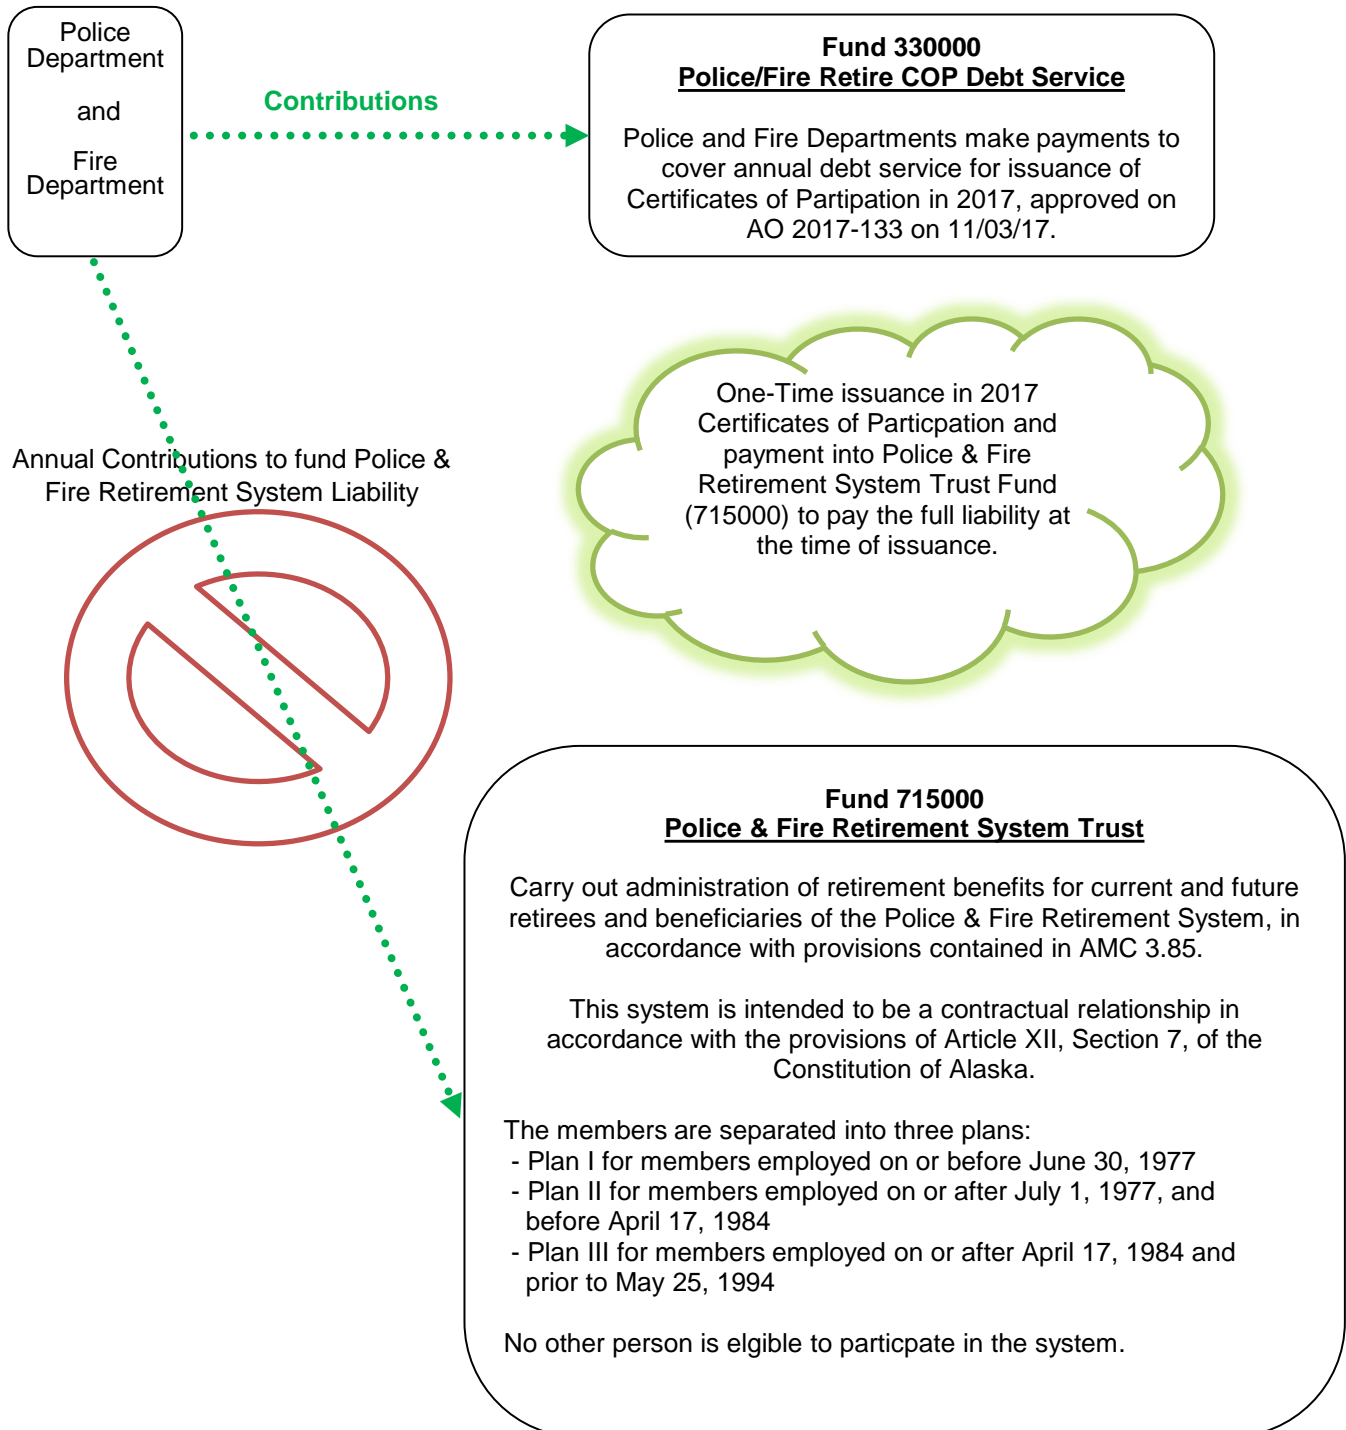 Police
Department
and
Fire
Department
Contributions
Fund 330000
Police/Fire Retire COP Debt Service
Police and Fire Departments make payments to
cover annual debt service for issuance of
Certificates of Partipation in 2017, approved on
AO 2017-133 on 11/03/17.
One-Time issuance in 2017
Certificates of Particpation and
payment into Police & Fire
Retirement System Trust Fund
(715000) to pay the full liability at
the time of issuance.
Annual Contributions to fund Police &
Fire Retirement System Liability
Fund 715000
Police & Fire Retirement System Trust
Carry out administration of retirement benefits for current and future
retirees and beneficiaries of the Police & Fire Retirement System, in
accordance with provisions contained in AMC 3.85.
This system is intended to be a contractual relationship in
accordance with the provisions of Article XII, Section 7, of the
Constitution of Alaska.
The members are separated into three plans:
- Plan I for members employed on or before June 30, 1977
- Plan II for members employed on or after July 1, 1977, and
before April 17, 1984
- Plan III for members employed on or after April 17, 1984 and
prior to May 25, 1994
No other person is elgible to particpate in the system.